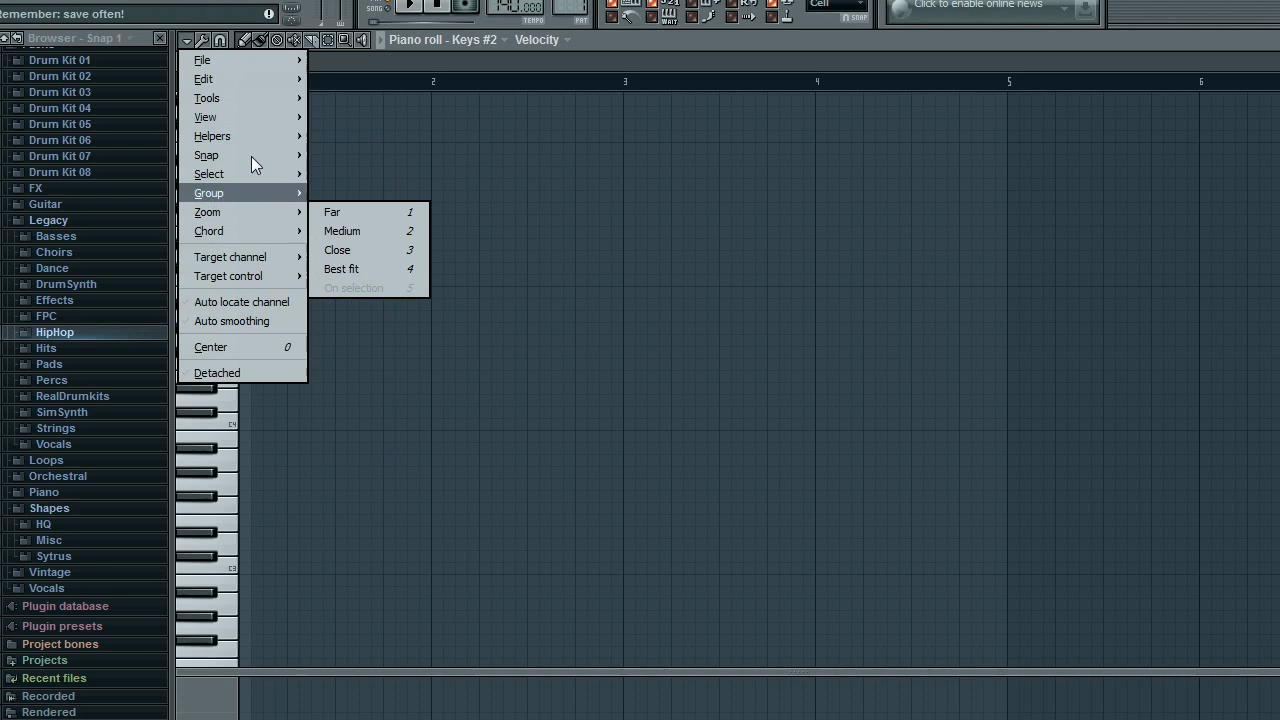 Remember: save often!
SONG
140.000
TEMPO
PAT
WAIT
Cell
SNAP
Click to enable online news
Browser - Snap 1
Piano roll - Keys #2
Velocity
Drum Kit 01
Drum Kit 02
Drum Kit 03
Drum Kit 04
Drum Kit 05
Drum Kit 06
Drum Kit 07
Drum Kit 08
FX
Guitar
Legacy
Basses
Choirs
Dance
DrumSynth
Effects
FPC
HipHop
Hits
Pads
Percs
RealDrumkits
SimSynth
Strings
Vocals
Loops
Orchestral
Piano
Shapes
HQ
Misc
Sytrus
Vintage
Vocals
Plugin database
Plugin presets
Project bones
Projects
Recent files
Recorded
Rendered
File
Edit
Tools
View
Helpers
Snap
Select
Group
Zoom
Chord
Target channel
Target control
Auto locate channel
Auto smoothing
Center 0
Detached
Far 1
Medium 2
Close 3
Best fit 4
On selection 5
2 3 4 5 6
C4
C3